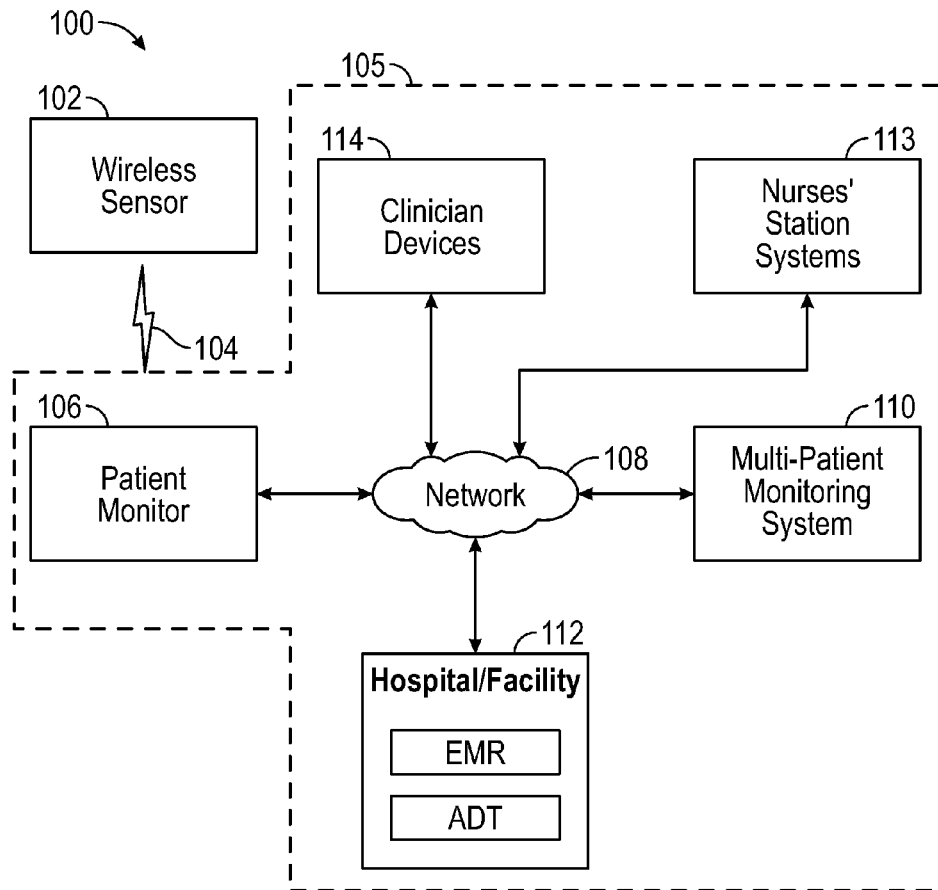 100
105
102
Wireless
Sensor
114
Clinician
Devices
113
Nurses'
Station
Systems
104
106
Patient
Monitor
Network
108
110
Multi-Patient
Monitoring
System
112
Hospital/Facility
EMR
ADT